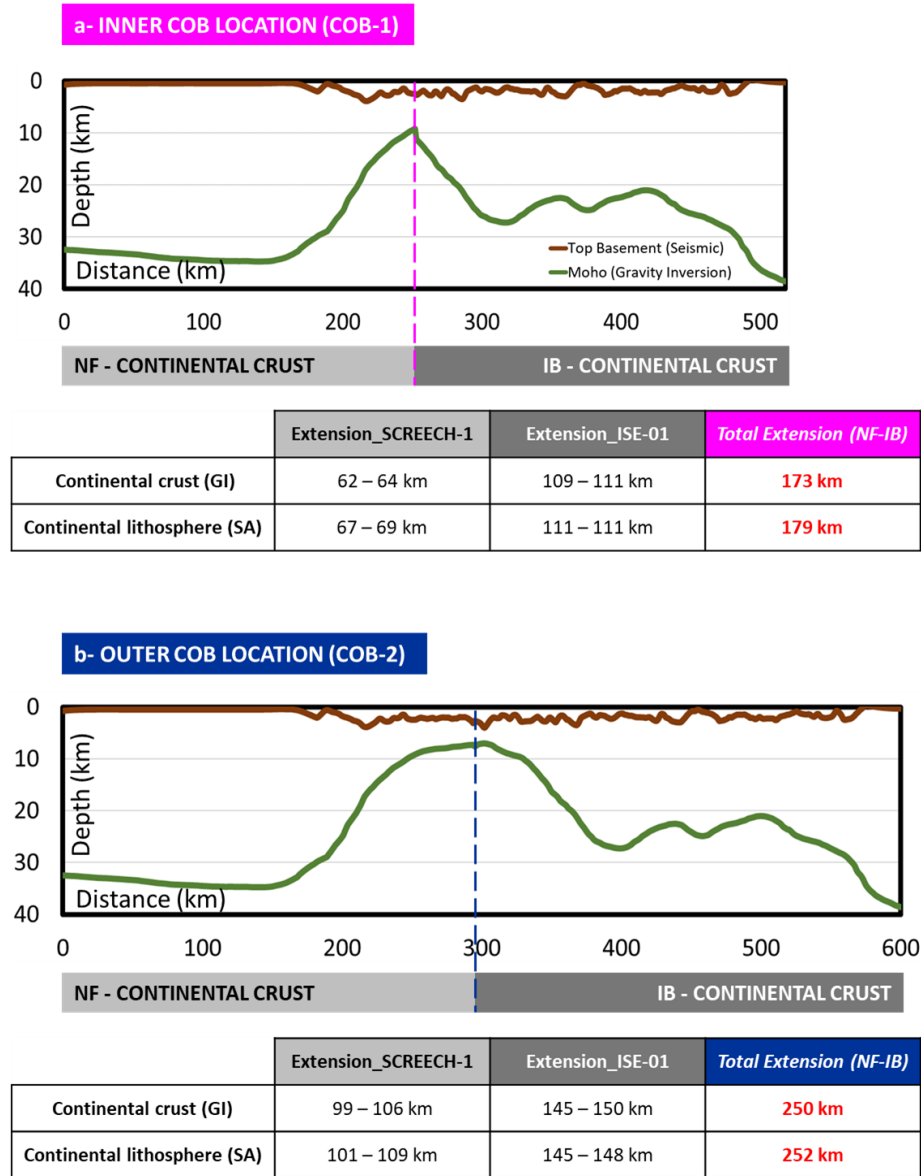 a- INNER COB LOCATION (COB-1)
0
10
20
30
40
Depth (km)
Distance (km)
Top Basement (Seismic)
Moho (Gravity Inversion)
0 100 200 300 400 500
NF - CONTINENTAL CRUST IB - CONTINENTAL CRUST
Extension_SCREECH-1 Extension_ISE-01 Total Extension (NF-IB)
Continental crust (GI) 62 – 64 km 109 – 111 km 173 km
Continental lithosphere (SA) 67 – 69 km 111 – 111 km 179 km
b- OUTER COB LOCATION (COB-2)
0
10
20
30
40
Depth (km)
Distance (km)
0 100 200 300 400 500 600
NF - CONTINENTAL CRUST IB - CONTINENTAL CRUST
Extension_SCREECH-1 Extension_ISE-01 Total Extension (NF-IB)
Continental crust (GI) 99 – 106 km 145 – 150 km 250 km
Continental lithosphere (SA) 101 – 109 km 145 – 148 km 252 km